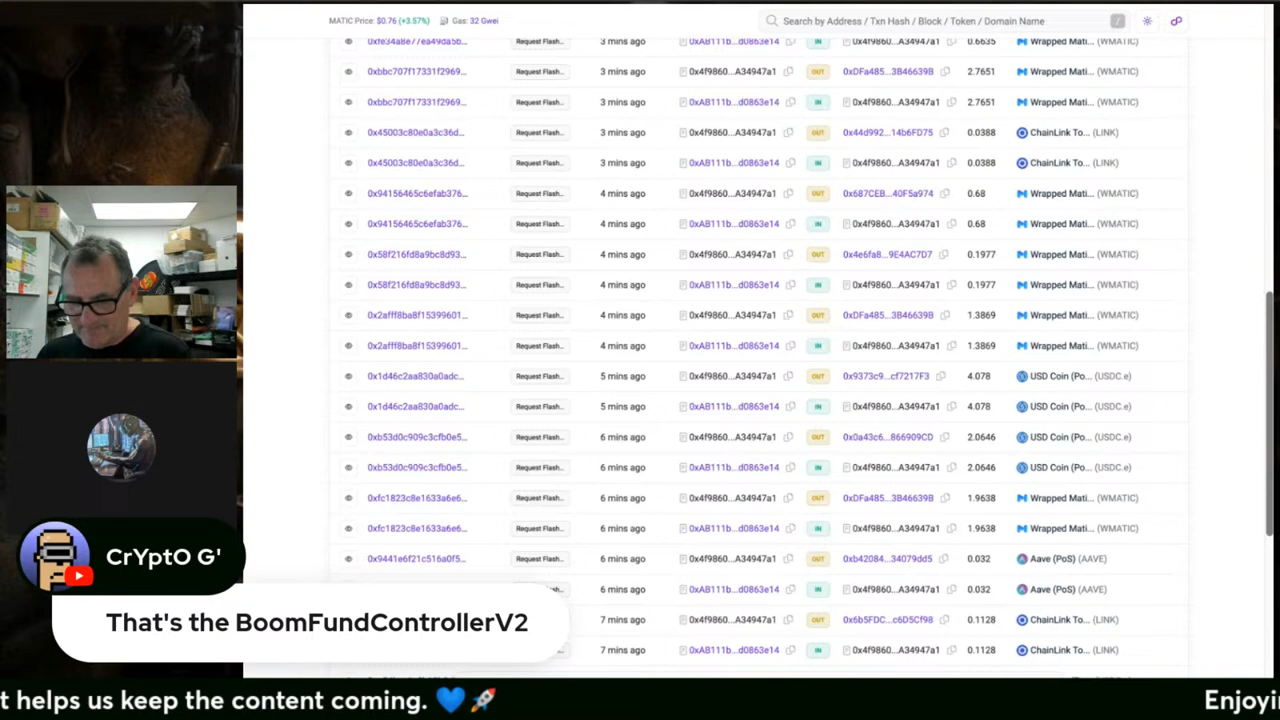 MATIC Price: $0.76 (+3.57%) Gas: 32 Gwei Search by Address / Txn Hash / Block / Token / Domain Name /
0xfe34a8e77ea49da5b... Request Flash... 3 mins ago 0xAB111b...d0863e14 IN 0x4f9860...A34947a1 0.6635 Wrapped Mati... (WMATIC)
0xbbc707f17331f2969... Request Flash... 3 mins ago 0x4f9860...A34947a1 OUT 0xDFa485...3B46639B 2.7651 Wrapped Mati... (WMATIC)
0xbbc707f17331f2969... Request Flash... 3 mins ago 0xAB111b...d0863e14 IN 0x4f9860...A34947a1 2.7651 Wrapped Mati... (WMATIC)
0x45003c80e0a3c36d... Request Flash... 3 mins ago 0x4f9860...A34947a1 OUT 0x44d992...14b6FD75 0.0388 ChainLink To... (LINK)
0x45003c80e0a3c36d... Request Flash... 3 mins ago 0xAB111b...d0863e14 IN 0x4f9860...A34947a1 0.0388 ChainLink To... (LINK)
0x94156465c6efab376... Request Flash... 4 mins ago 0x4f9860...A34947a1 OUT 0x687CEB...40F5a974 0.68 Wrapped Mati... (WMATIC)
0x94156465c6efab376... Request Flash... 4 mins ago 0xAB111b...d0863e14 IN 0x4f9860...A34947a1 0.68 Wrapped Mati... (WMATIC)
0x58f216fd8a9bc8d93... Request Flash... 4 mins ago 0x4f9860...A34947a1 OUT 0x4e6fa8...9E4AC7D7 0.1977 Wrapped Mati... (WMATIC)
0x58f216fd8a9bc8d93... Request Flash... 4 mins ago 0xAB111b...d0863e14 IN 0x4f9860...A34947a1 0.1977 Wrapped Mati... (WMATIC)
0x2afff8ba8f15399601... Request Flash... 4 mins ago 0x4f9860...A34947a1 OUT 0xDFa485...3B46639B 1.3869 Wrapped Mati... (WMATIC)
0x2afff8ba8f15399601... Request Flash... 4 mins ago 0xAB111b...d0863e14 IN 0x4f9860...A34947a1 1.3869 Wrapped Mati... (WMATIC)
0x1d46c2aa830a0adc... Request Flash... 5 mins ago 0x4f9860...A34947a1 OUT 0x9373c9...cf7217F3 4.078 USD Coin (Po... (USDC.e)
0x1d46c2aa830a0adc... Request Flash... 5 mins ago 0xAB111b...d0863e14 IN 0x4f9860...A34947a1 4.078 USD Coin (Po... (USDC.e)
0xb53d0c909c3cfb0e5... Request Flash... 6 mins ago 0x4f9860...A34947a1 OUT 0x0a43c6...866909CD 2.0646 USD Coin (Po... (USDC.e)
0xb53d0c909c3cfb0e5... Request Flash... 6 mins ago 0xAB111b...d0863e14 IN 0x4f9860...A34947a1 2.0646 USD Coin (Po... (USDC.e)
0xfc1823c8e1633a6e6... Request Flash... 6 mins ago 0x4f9860...A34947a1 OUT 0xDFa485...3B46639B 1.9638 Wrapped Mati... (WMATIC)
0xfc1823c8e1633a6e6... Request Flash... 6 mins ago 0xAB111b...d0863e14 IN 0x4f9860...A34947a1 1.9638 Wrapped Mati... (WMATIC)
0x9441e6f21c516a0f5... Request Flash... 6 mins ago 0x4f9860...A34947a1 OUT 0xb42084...34079dd5 0.032 Aave (PoS) (AAVE)
6 mins ago 0xAB111b...d0863e14 IN 0x4f9860...A34947a1 0.032 Aave (PoS) (AAVE)
7 mins ago 0x4f9860...A34947a1 OUT 0x6b5FDC...c6D5Cf98 0.1128 ChainLink To... (LINK)
7 mins ago 0xAB111b...d0863e14 IN 0x4f9860...A34947a1 0.1128 ChainLink To... (LINK)
CrYptO G'
That's the BoomFundControllerV2
t helps us keep the content coming. 💙🚀 Enjoyi